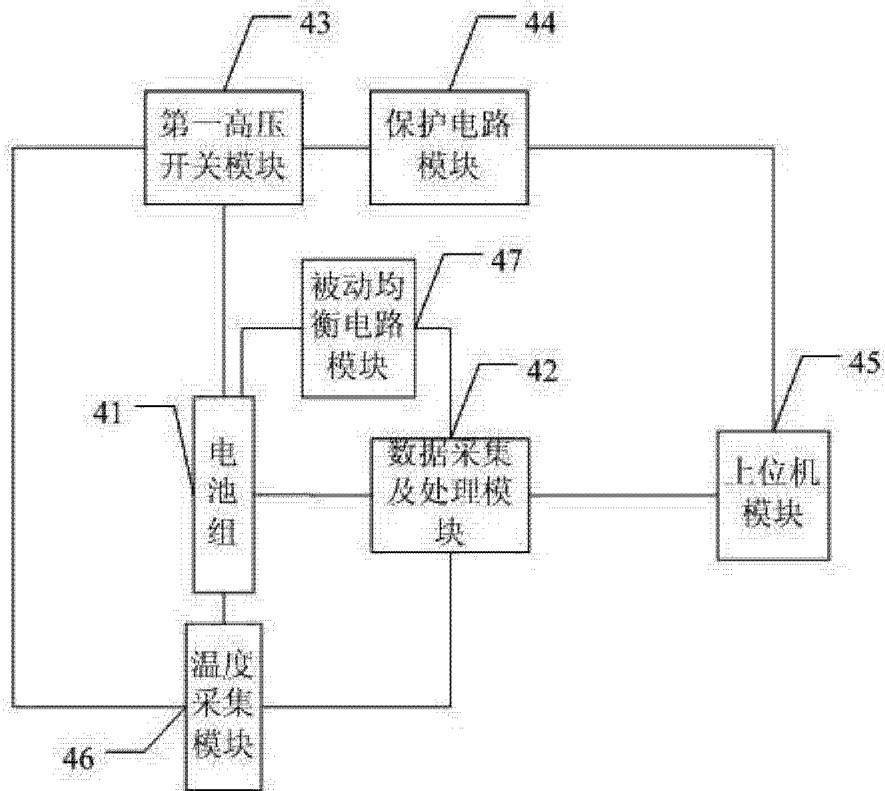 43
44
第一高压
开关模块
保护电路
模块
47
被动均
衡电路
模块
42
45
41
电
池
组
数据采集
及处理模
块
上位机
模块
温度
采集
模块
46